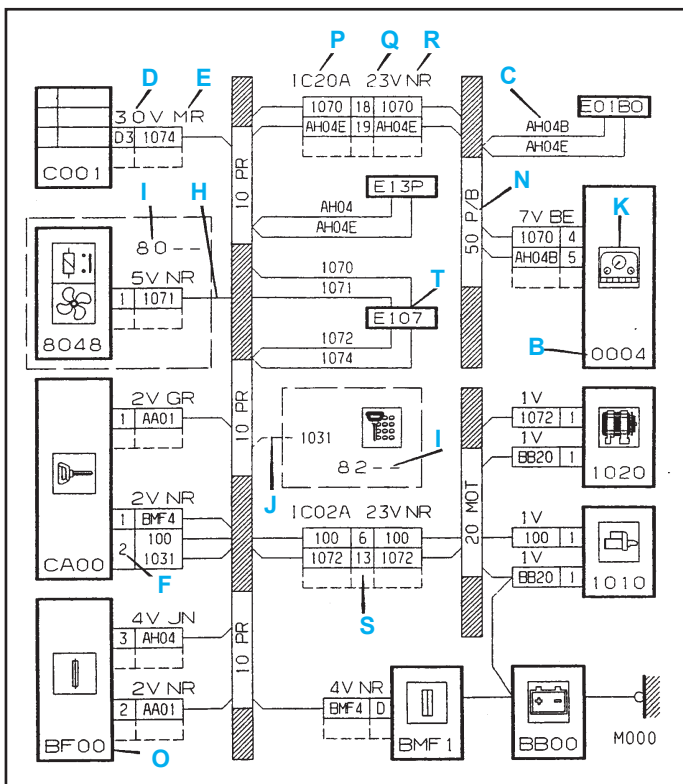 P Q R
D E
1C20A 23V NR
C
30V MR
1070 18 1070
AH04E 19 AH04E
E01B0
AH04B
AH04E
D3 1074
C001
10 PR
E13P
AH04
AH04E
N
50 P/B
I H
80
7V BE
K
1070 4
AH04B 5
5V NR
1 1071
8048
1070
1071
T
E107
1072
1074
B
0004
2V GR
1 AA01
10 PR
1031
J
82
I
1V
1072 1
1V
BB20 1
1020
2V NR
1 BMF4
2 100
1031
CA00
F
1C02A 23V NR
100 6 100
1072 13 1072
S
20 MOT
1V
100 1
1V
BB20 1
1010
4V JN
3 AH04
2V NR
2 AA01
BF00
O
10 PR
4V NR
BMF4 D
BMF1
BB00
M000